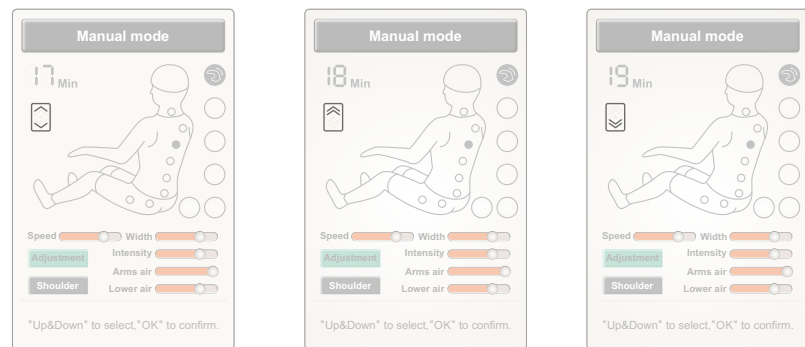 Manual mode
17 Min
Speed Width
Adjustment Intensity
Arms air
Shoulder Lower air
"Up&Down" to select,"OK" to confirm.
Manual mode
18 Min
Speed Width
Adjustment Intensity
Arms air
Shoulder Lower air
"Up&Down" to select,"OK" to confirm.
Manual mode
19 Min
Speed Width
Adjustment Intensity
Arms air
Shoulder Lower air
"Up&Down" to select,"OK" to confirm.